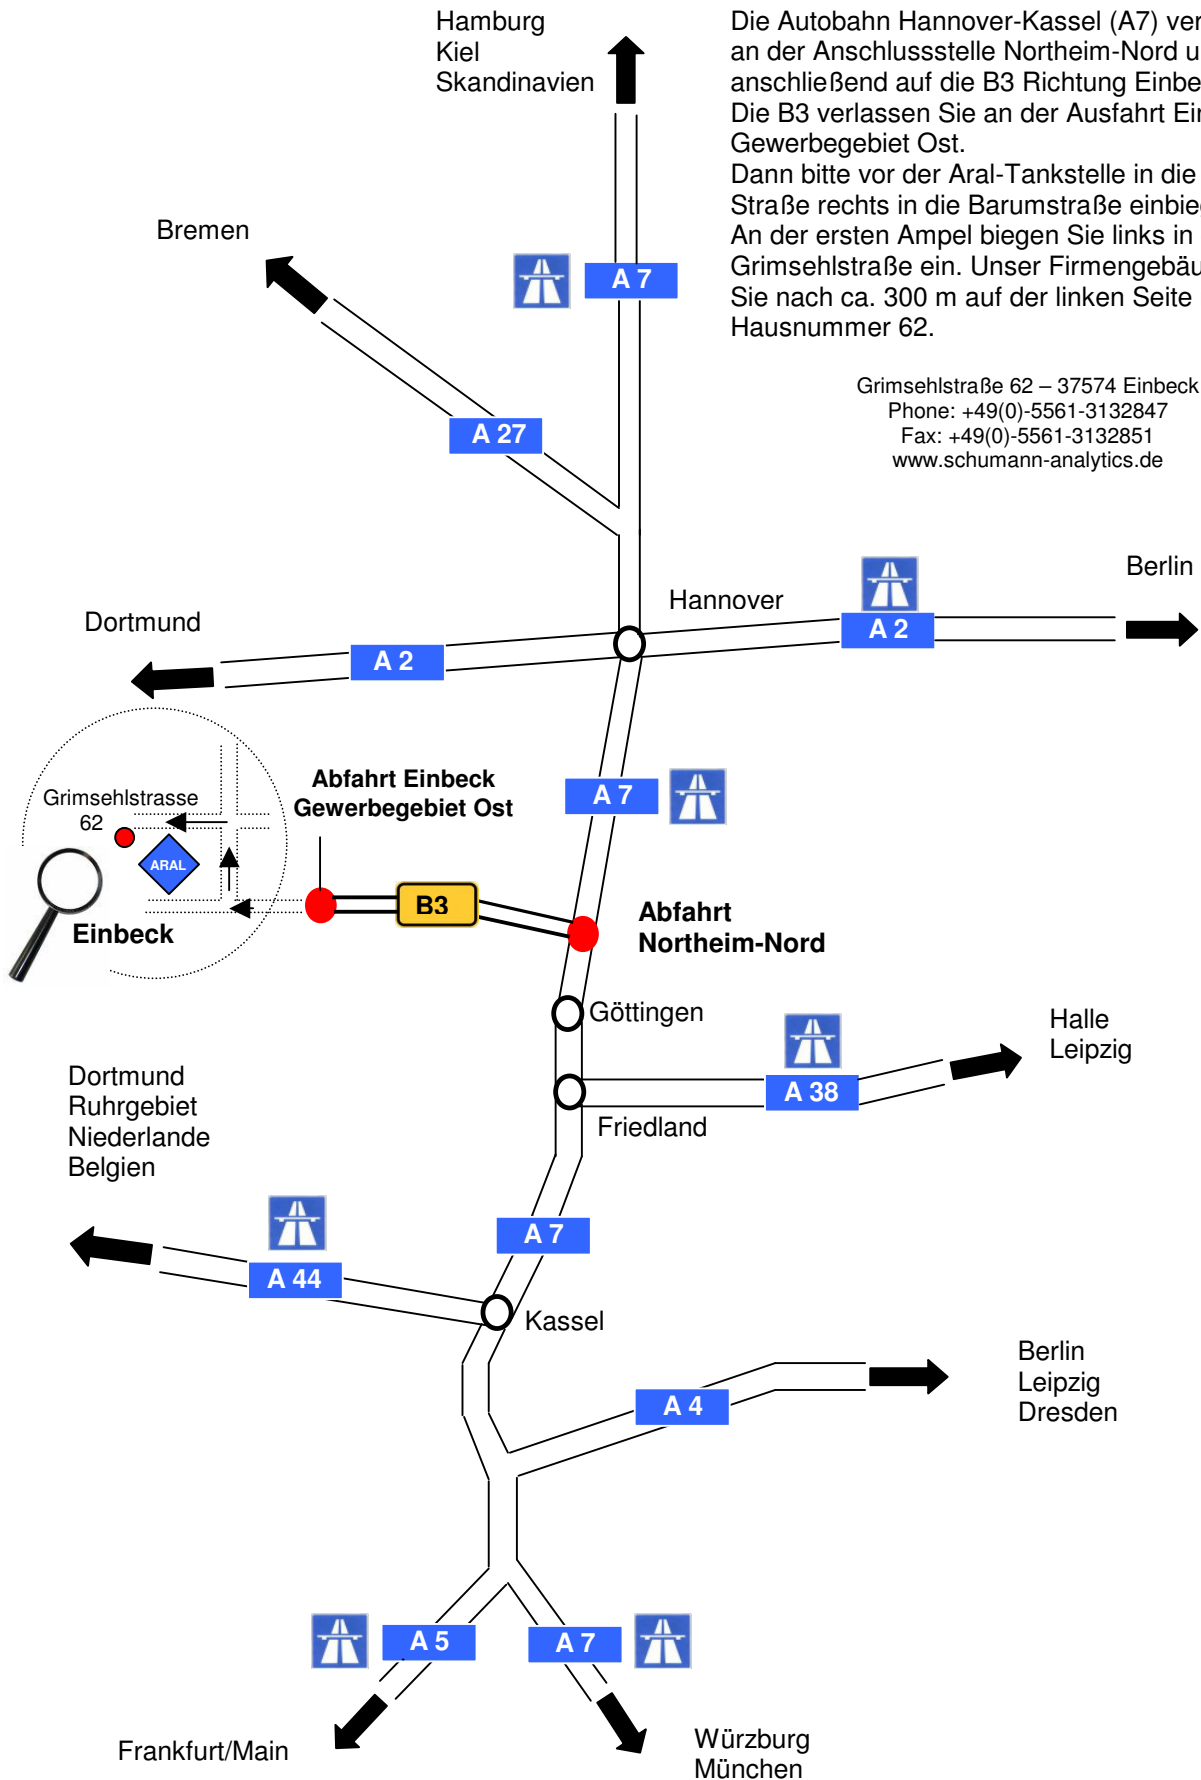 Hamburg
Kiel
Skandinavien
Die Autobahn Hannover-Kassel (A7)
an der Anschlussstelle Northeim-Nord
anschließend auf die B3 Richtung
Die B3 verlassen Sie an der Ausfahrt
Gewerbegebiet Ost.
Dann bitte vor der Aral-Tankstelle in die
Straße rechts in die Barumstraße
An der ersten Ampel biegen Sie links in
Grimsehlstraße ein. Unser
Sie nach ca. 300 m auf der linken Seite
Hausnummer 62.
Grimsehlstraße 62 – 37574 Einbeck
Phone: +49(0)-5561-3132847
Fax: +49(0)-5561-3132851
www.schumann-analytics.de
Bremen
A 7
A 27
Berlin
Hannover
A 2
Dortmund
A 2
Abfahrt Einbeck
Gewerbegebiet Ost
A 7
Grimsehlstrasse
62
ARAL
Einbeck
B3
Abfahrt
Northeim-Nord
Göttingen
Halle
Leipzig
A 38
Friedland
Dortmund
Ruhrgebiet
Niederlande
Belgien
A 7
A 44
Kassel
Berlin
Leipzig
Dresden
A 4
A 5
A 7
Frankfurt/Main
Würzburg
München